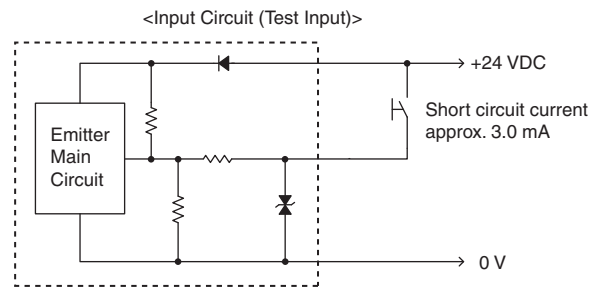 <Input Circuit (Test Input)>
+24 VDC
Short circuit current
approx. 3.0 mA
Emitter
Main
Circuit
0 V